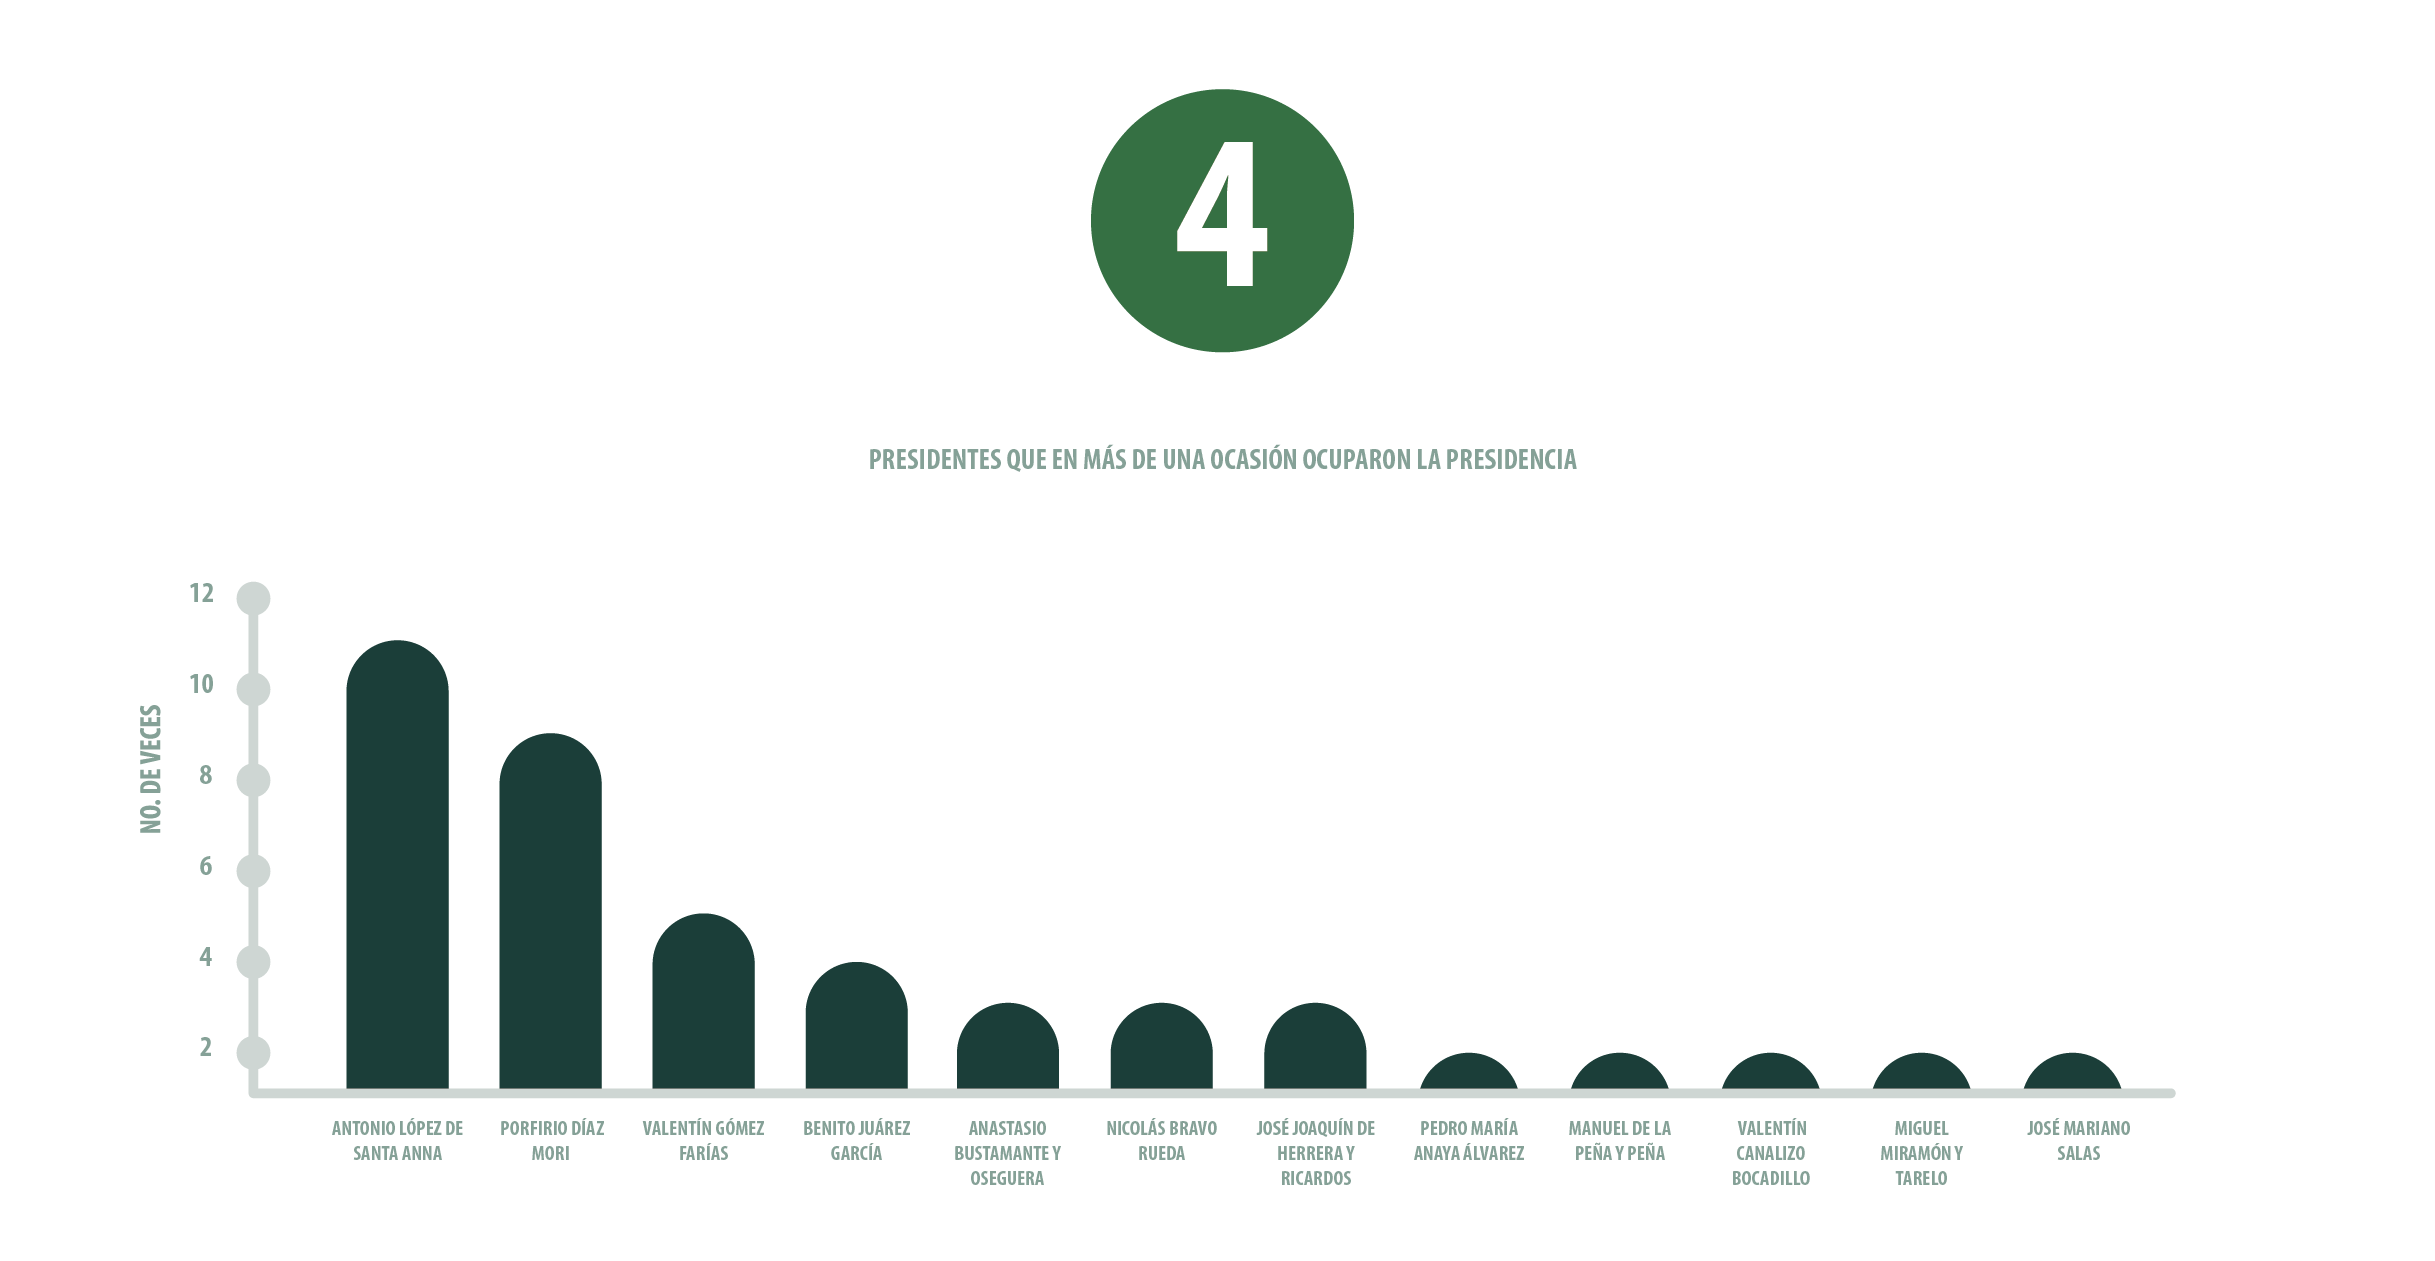 4
PRESIDENTES QUE EN MÁS DE UNA OCASIÓN OCUPARON LA PRESIDENCIA
NO. DE VECES
12
10
8
6
4
2
ANTONIO LÓPEZ DE
SANTA ANNA
PORFIRIO DÍAZ
MORI
VALENTÍN GÓMEZ
FARÍAS
BENITO JUÁREZ
GARCÍA
ANASTASIO
BUSTAMANTE Y
OSEGUERA
NICOLÁS BRAVO
RUEDA
JOSÉ JOAQUÍN DE
HERRERA Y
RICARDOS
PEDRO MARÍA
ANAYA ÁLVAREZ
MANUEL DE LA
PEÑA Y PEÑA
VALENTÍN
CANALIZO
BOCADILLO
MIGUEL
MIRAMÓN Y
TARELO
JOSÉ MARIANO
SALAS